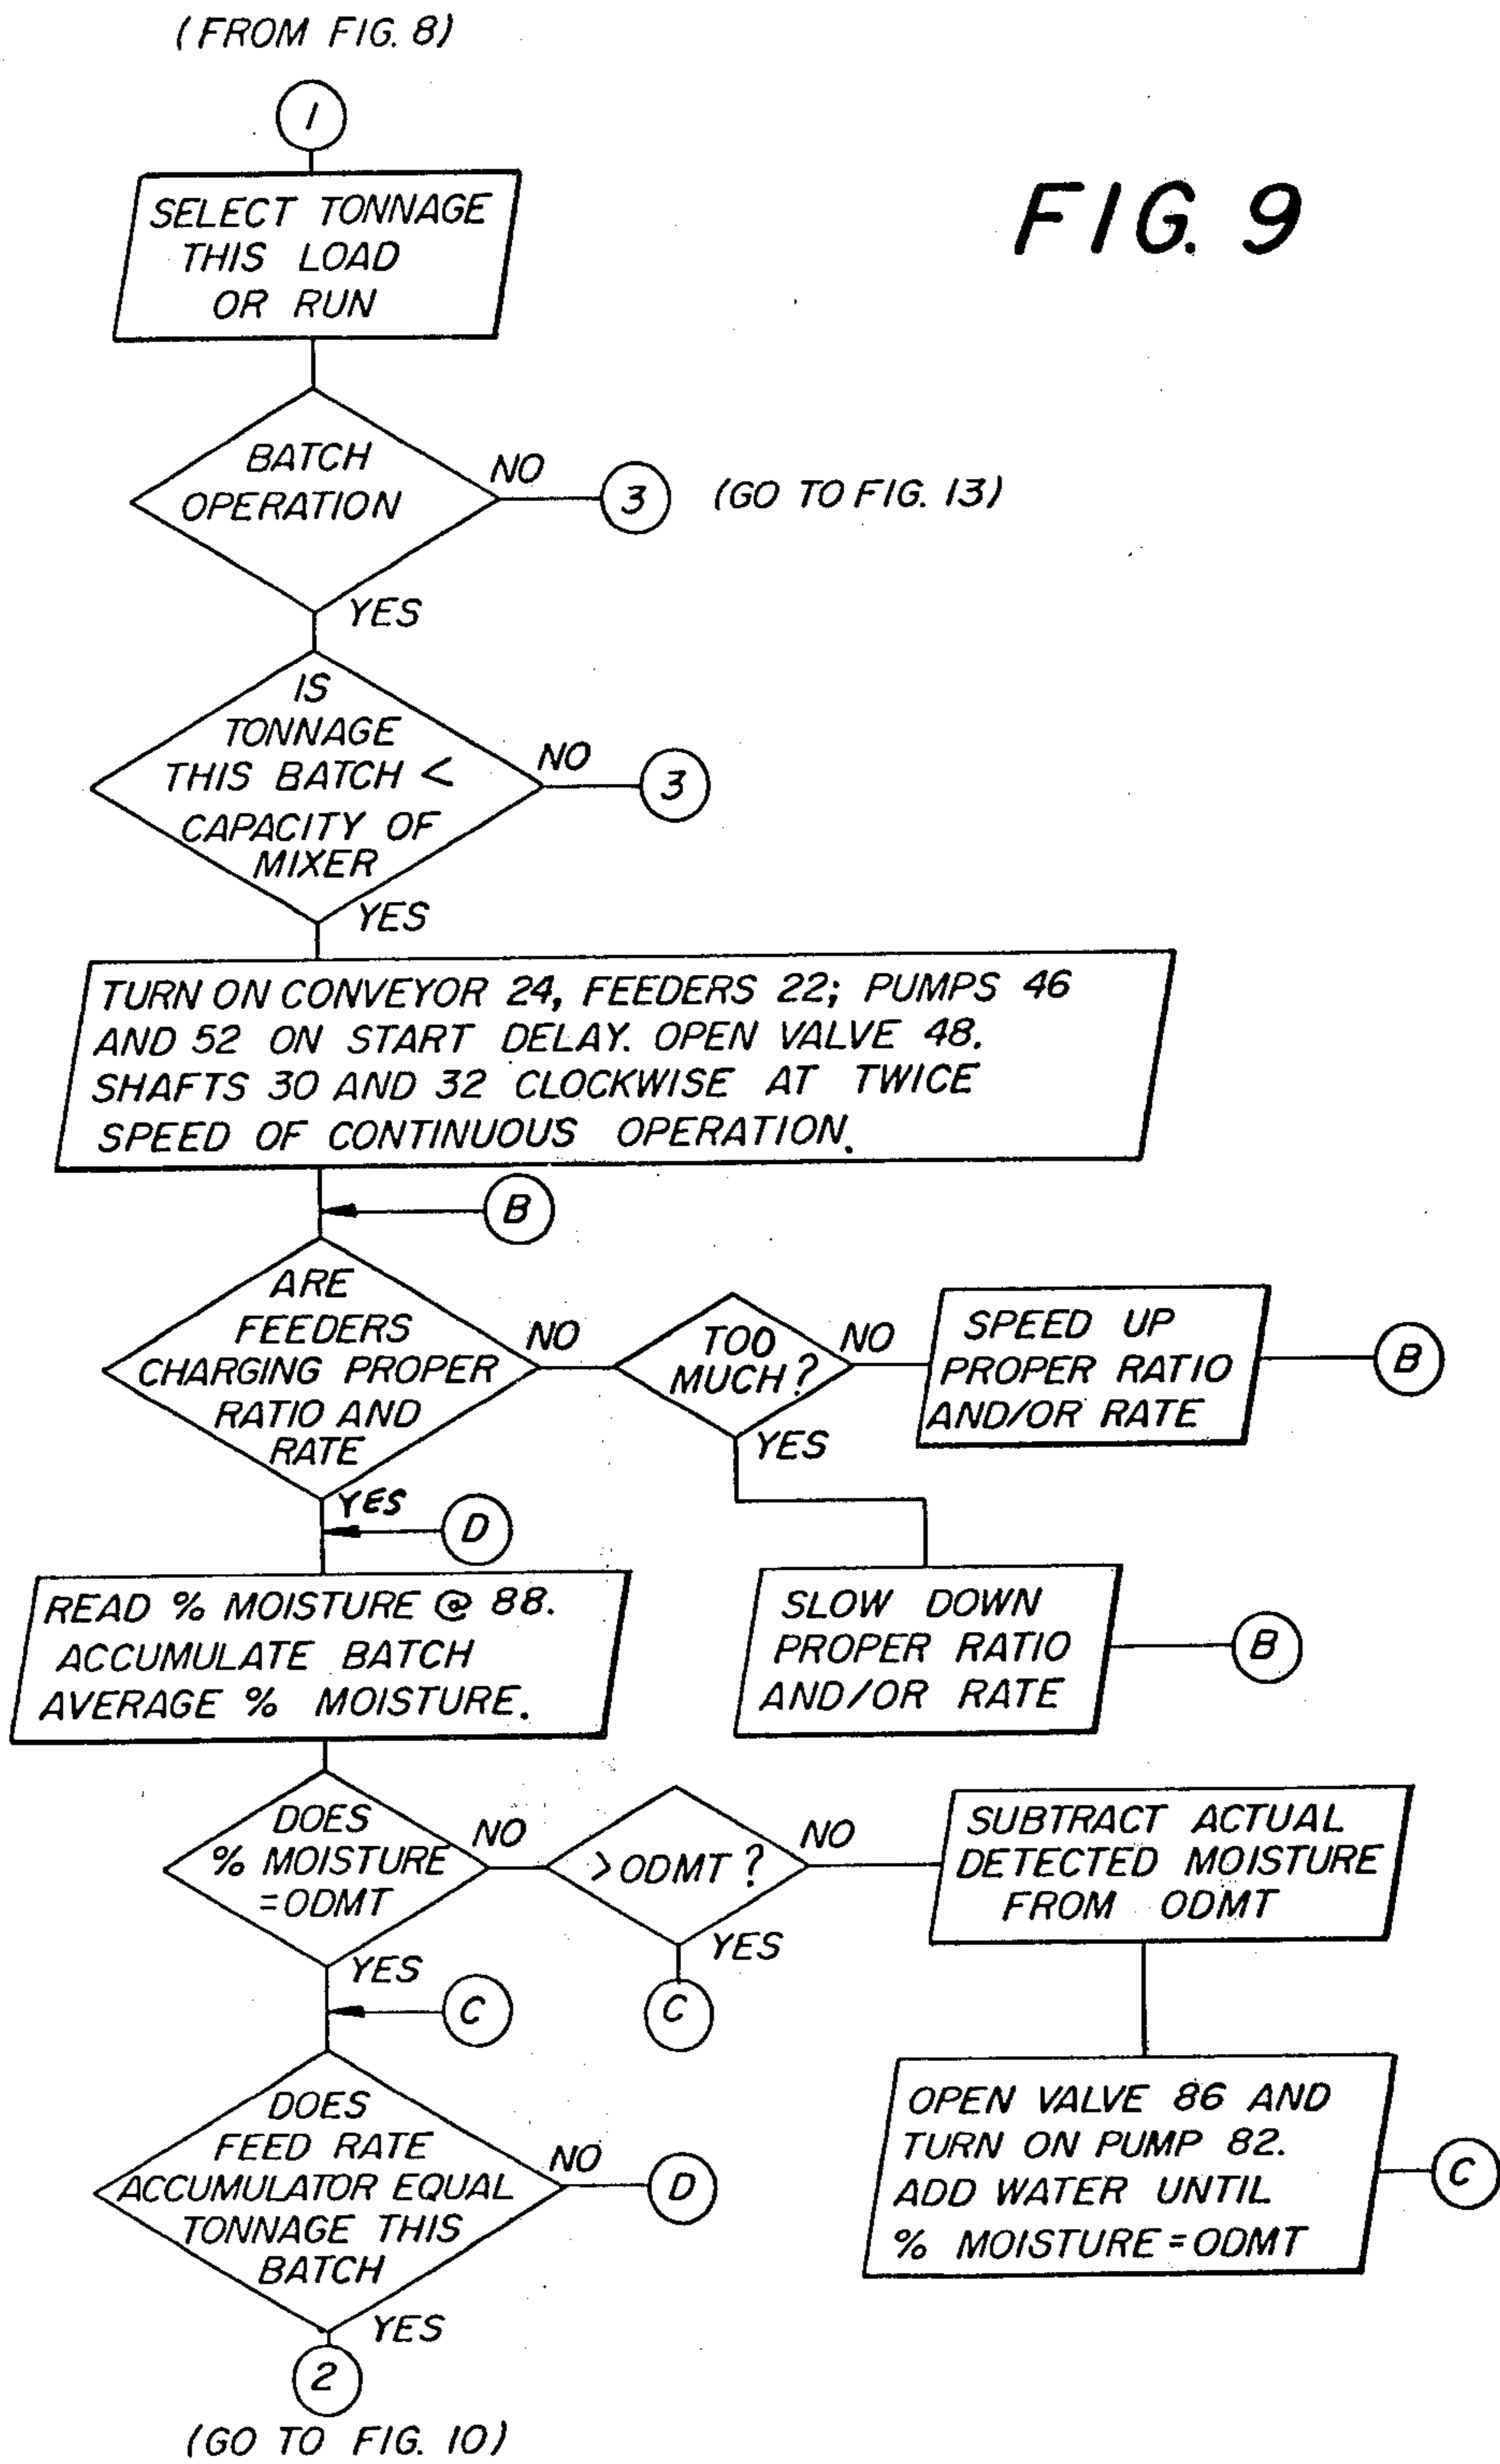 (FROM FIG. 8)
1
FIG. 9
SELECT TONNAGE
THIS LOAD
OR RUN
BATCH
OPERATION
NO
3
(GO TO FIG. 13)
YES
IS
TONNAGE
THIS BATCH <
CAPACITY OF
MIXER
NO
3
YES
TURN ON CONVEYOR 24, FEEDERS 22; PUMPS 46
AND 52 ON START DELAY. OPEN VALVE 48.
SHAFTS 30 AND 32 CLOCKWISE AT TWICE
SPEED OF CONTINUOUS OPERATION.
B
ARE
FEEDERS
CHARGING PROPER
RATIO AND
RATE
NO
TOO
MUCH?
NO
SPEED UP
PROPER RATIO
AND/OR RATE
B
YES
SLOW DOWN
PROPER RATIO
AND/OR RATE
B
YES
D
READ % MOISTURE @ 88.
ACCUMULATE BATCH
AVERAGE % MOISTURE.
DOES
% MOISTURE
=ODMT
NO
>ODMT?
NO
SUBTRACT ACTUAL
DETECTED MOISTURE
FROM ODMT
YES
C
YES
C
OPEN VALVE 86 AND
TURN ON PUMP 82.
ADD WATER UNTIL
% MOISTURE=ODMT
C
DOES
FEED RATE
ACCUMULATOR EQUAL
TONNAGE THIS
BATCH
NO
D
YES
2
(GO TO FIG. 10)